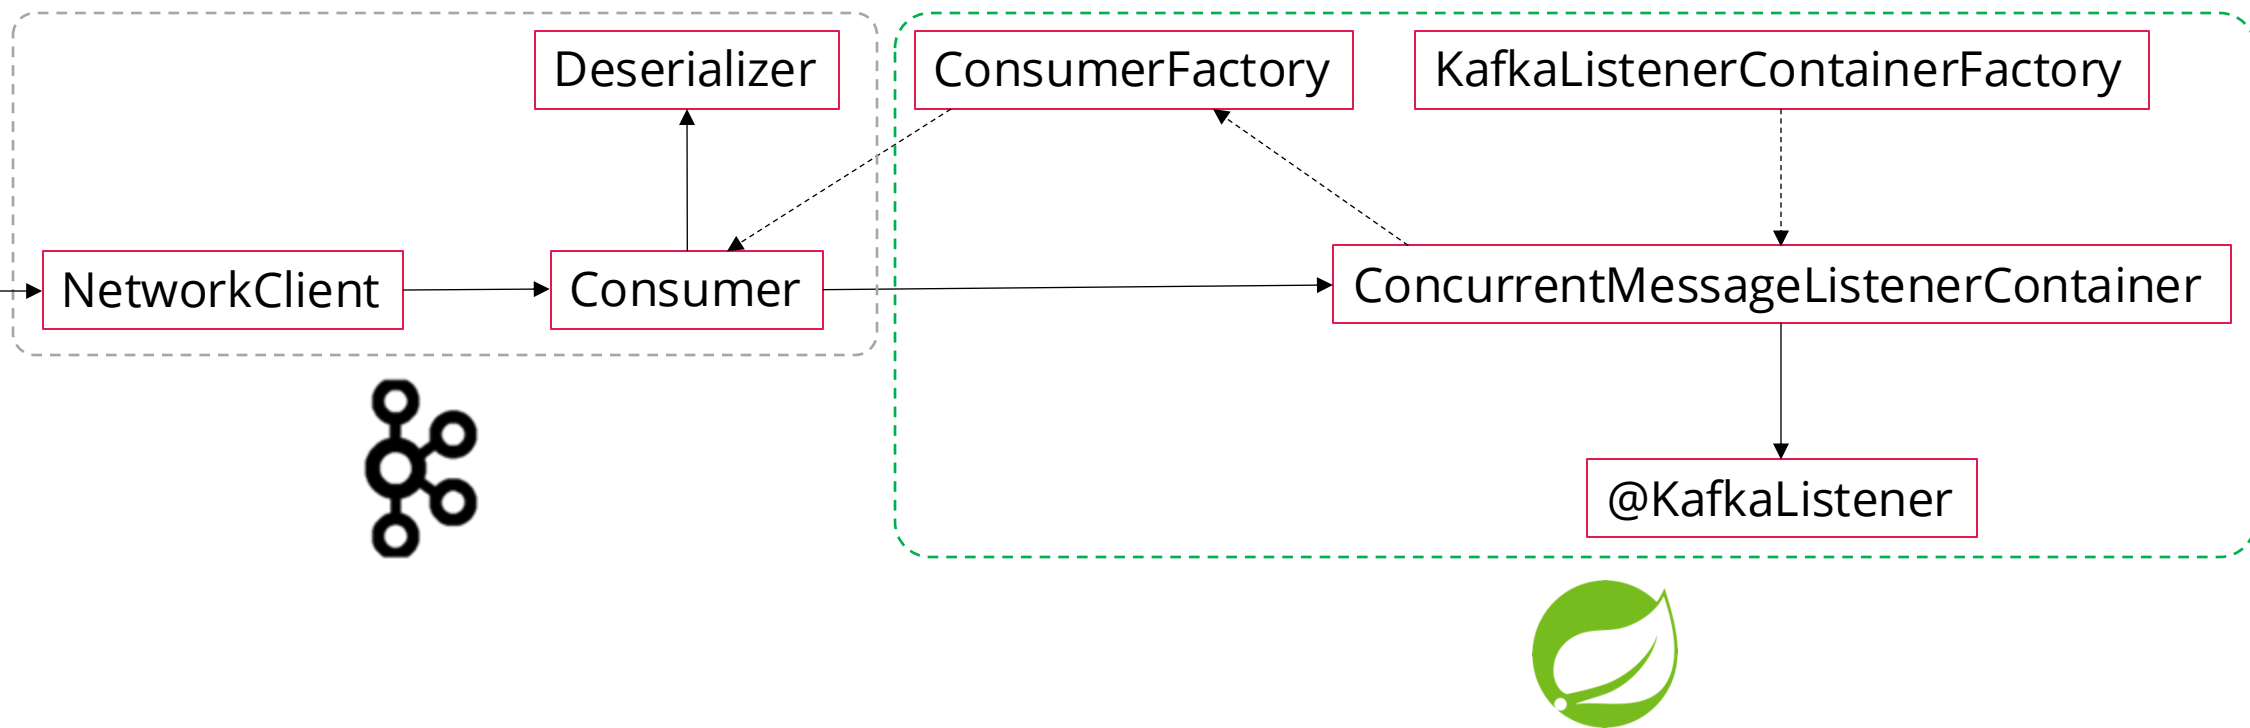 Deserializer
ConsumerFactory
KafkaListenerContainerFactory
NetworkClient
Consumer
ConcurrentMessageListenerContainer
@KafkaListener